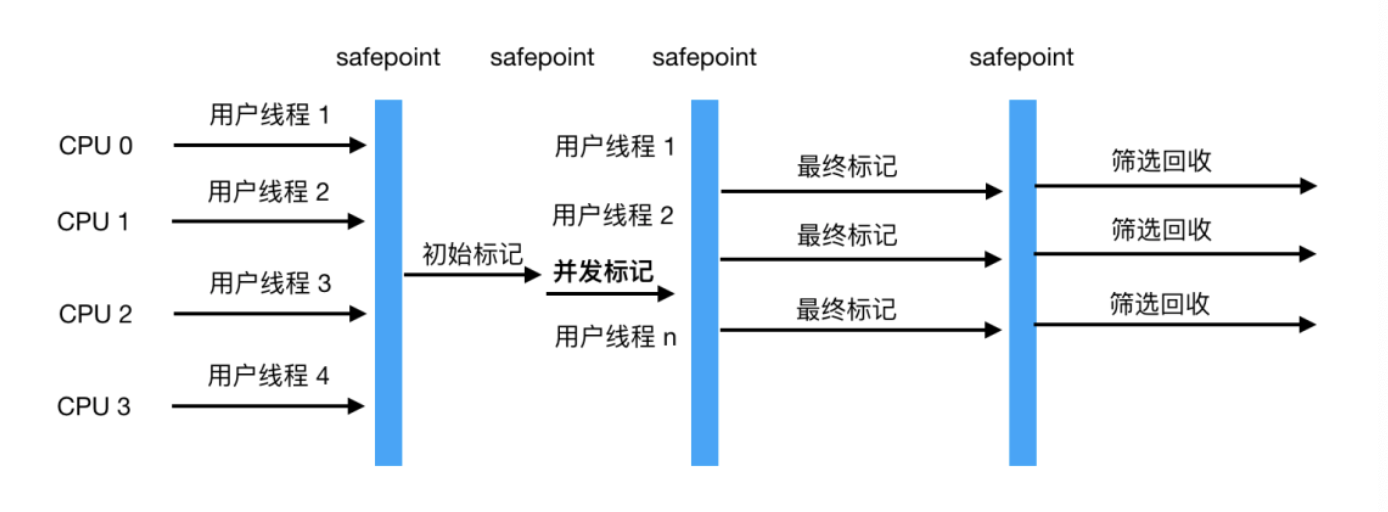 safepoint safepoint safepoint safepoint
用户线程 1
CPU 0
用户线程 2
CPU 1
用户线程 3
CPU 2
用户线程 4
CPU 3
初始标记
用户线程 1
用户线程 2
并发标记
用户线程 n
最终标记
最终标记
最终标记
筛选回收
筛选回收
筛选回收